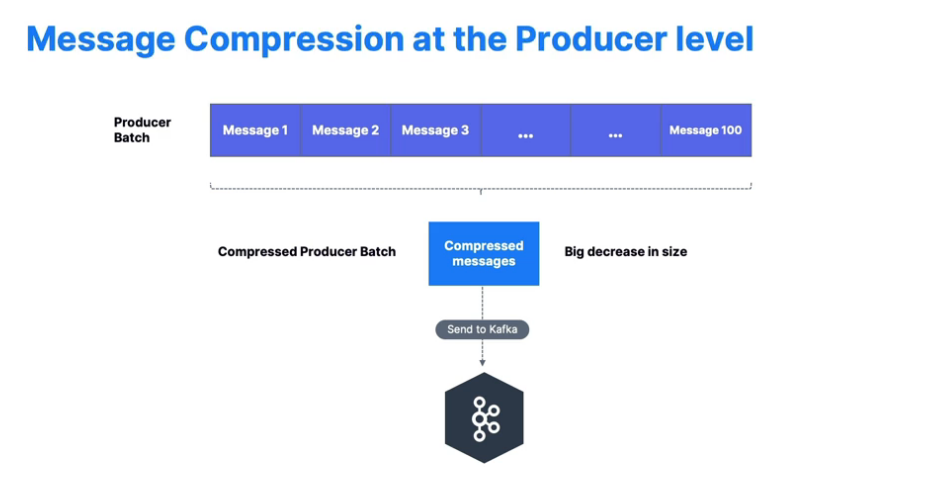 Message Compression at the Producer level
Producer
Batch
Message 1
Message 2
Message 3
...
...
Message 100
Compressed Producer Batch
Compressed
messages
Big decrease in size
Send to Kafka